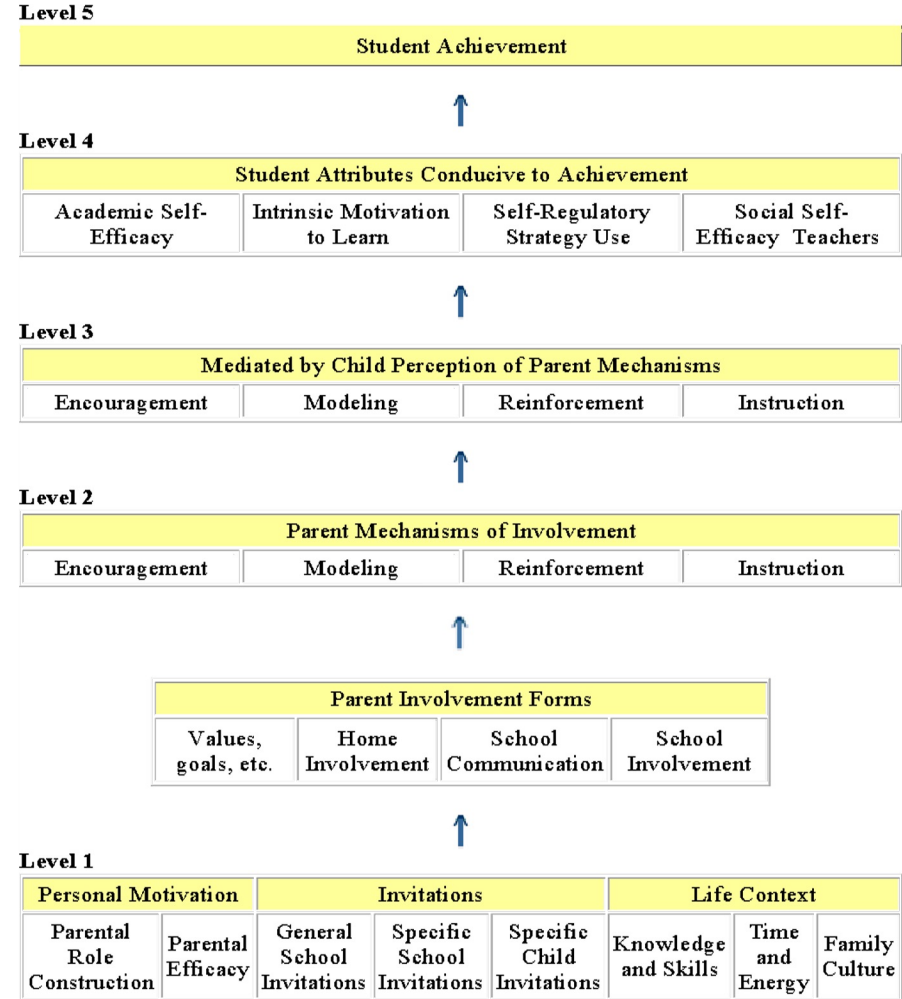 Level 5
Student Achievement
Level 4
Student Attributes Conducive to Achievement
Academic Self-
Efficacy
Intrinsic Motivation
to Learn
Self-Regulatory
Strategy Use
Social Self-
Efficacy Teachers
Level 3
Mediated by Child Perception of Parent Mechanisms
Encouragement
Modeling
Reinforcement
Instruction
Level 2
Parent Mechanisms of Involvement
Encouragement
Modeling
Reinforcement
Instruction
Parent Involvement Forms
Values,
goals, etc.
Home
Involvement
School
Communication
School
Involvement
Level 1
Personal Motivation
Invitations
Life Context
Parental
Role
Construction
Parental
Efficacy
General
School
Invitations
Specific
School
Invitations
Specific
Child
Invitations
Knowledge
and Skills
Time
and
Energy
Family
Culture